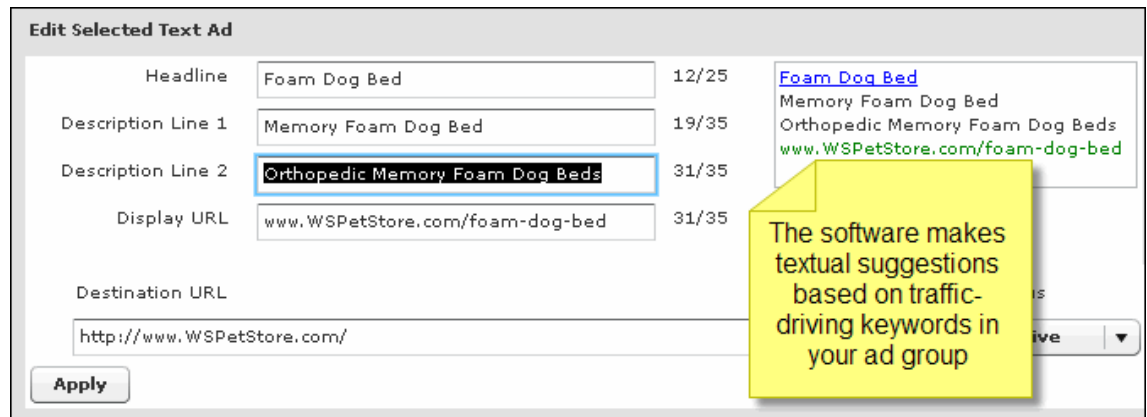 Edit Selected Text Ad
Headline Foam Dog Bed 12/25
Description Line 1 Memory Foam Dog Bed 19/35
Description Line 2 Orthopedic Memory Foam Dog Beds 31/35
Display URL www.WSPetStore.com/foam-dog-bed 31/35
Foam Dog Bed
Memory Foam Dog Bed
Orthopedic Memory Foam Dog Beds
www.WSPetStore.com/foam-dog-bed
The software makes
textual suggestions
based on traffic-
driving keywords in
your ad group
Destination URL
http://www.WSPetStore.com/
Apply